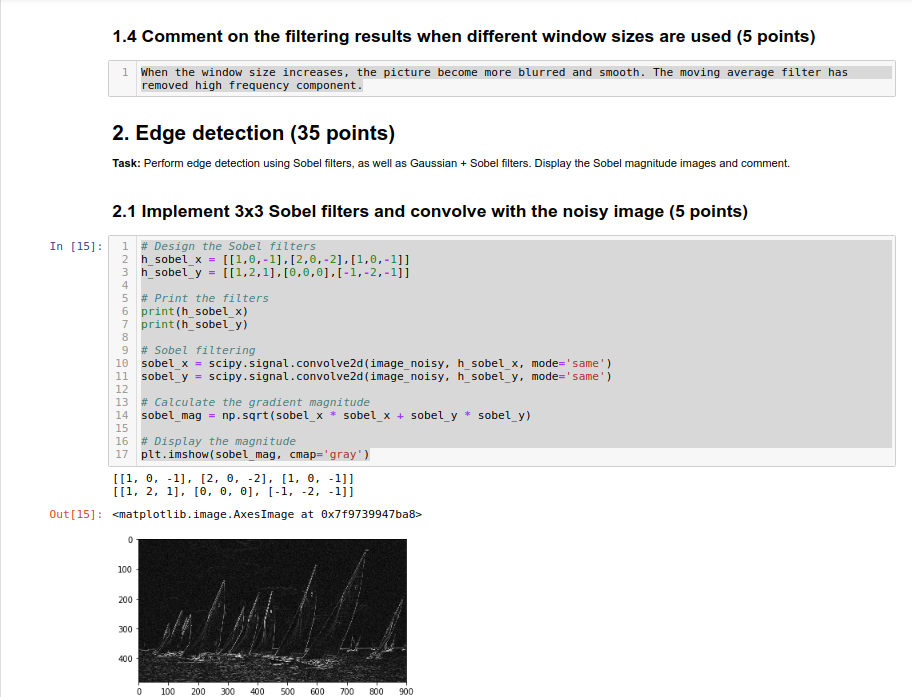 1.4 Comment on the filtering results when different window sizes are used (5 points)
1 When the window size increases, the picture become more blurred and smooth. The moving average filter has
removed high frequency component.
2. Edge detection (35 points)
Task: Perform edge detection using Sobel filters, as well as Gaussian + Sobel filters. Display the Sobel magnitude images and comment.
2.1 Implement 3x3 Sobel filters and convolve with the noisy image (5 points)
In [15]: 1 # Design the Sobel filters
2 h_sobel_x = [[1,0,-1],[2,0,-2],[1,0,-1]]
3 h_sobel_y = [[1,2,1],[0,0,0],[-1,-2,-1]]
4
5 # Print the filters
6 print(h_sobel_x)
7 print(h_sobel_y)
8
9 # Sobel filtering
10 sobel_x = scipy.signal.convolve2d(image_noisy, h_sobel_x, mode='same')
11 sobel_y = scipy.signal.convolve2d(image_noisy, h_sobel_y, mode='same')
12
13 # Calculate the gradient magnitude
14 sobel_mag = np.sqrt(sobel_x * sobel_x + sobel_y * sobel_y)
15
16 # Display the magnitude
17 plt.imshow(sobel_mag, cmap='gray')
[[1, 0, -1], [2, 0, -2], [1, 0, -1]]
[[1, 2, 1], [0, 0, 0], [-1, -2, -1]]
Out[15]: <matplotlib.image.AxesImage at 0x7f9739947ba8>
0
100
200
300
400
0 100 200 300 400 500 600 700 800 900